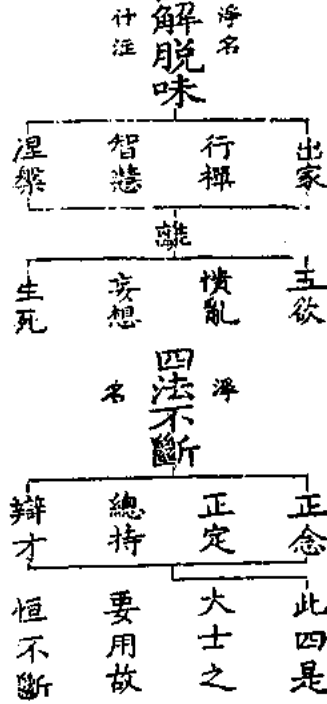 淨名
解脱味
什注
出家
行禪
智慧
涅槃
離
五欲
憒亂
妄想
生死
淨
四法不斷
名
正念
正定
總持
辯才
此四是
大士之
要用故
恒不斷